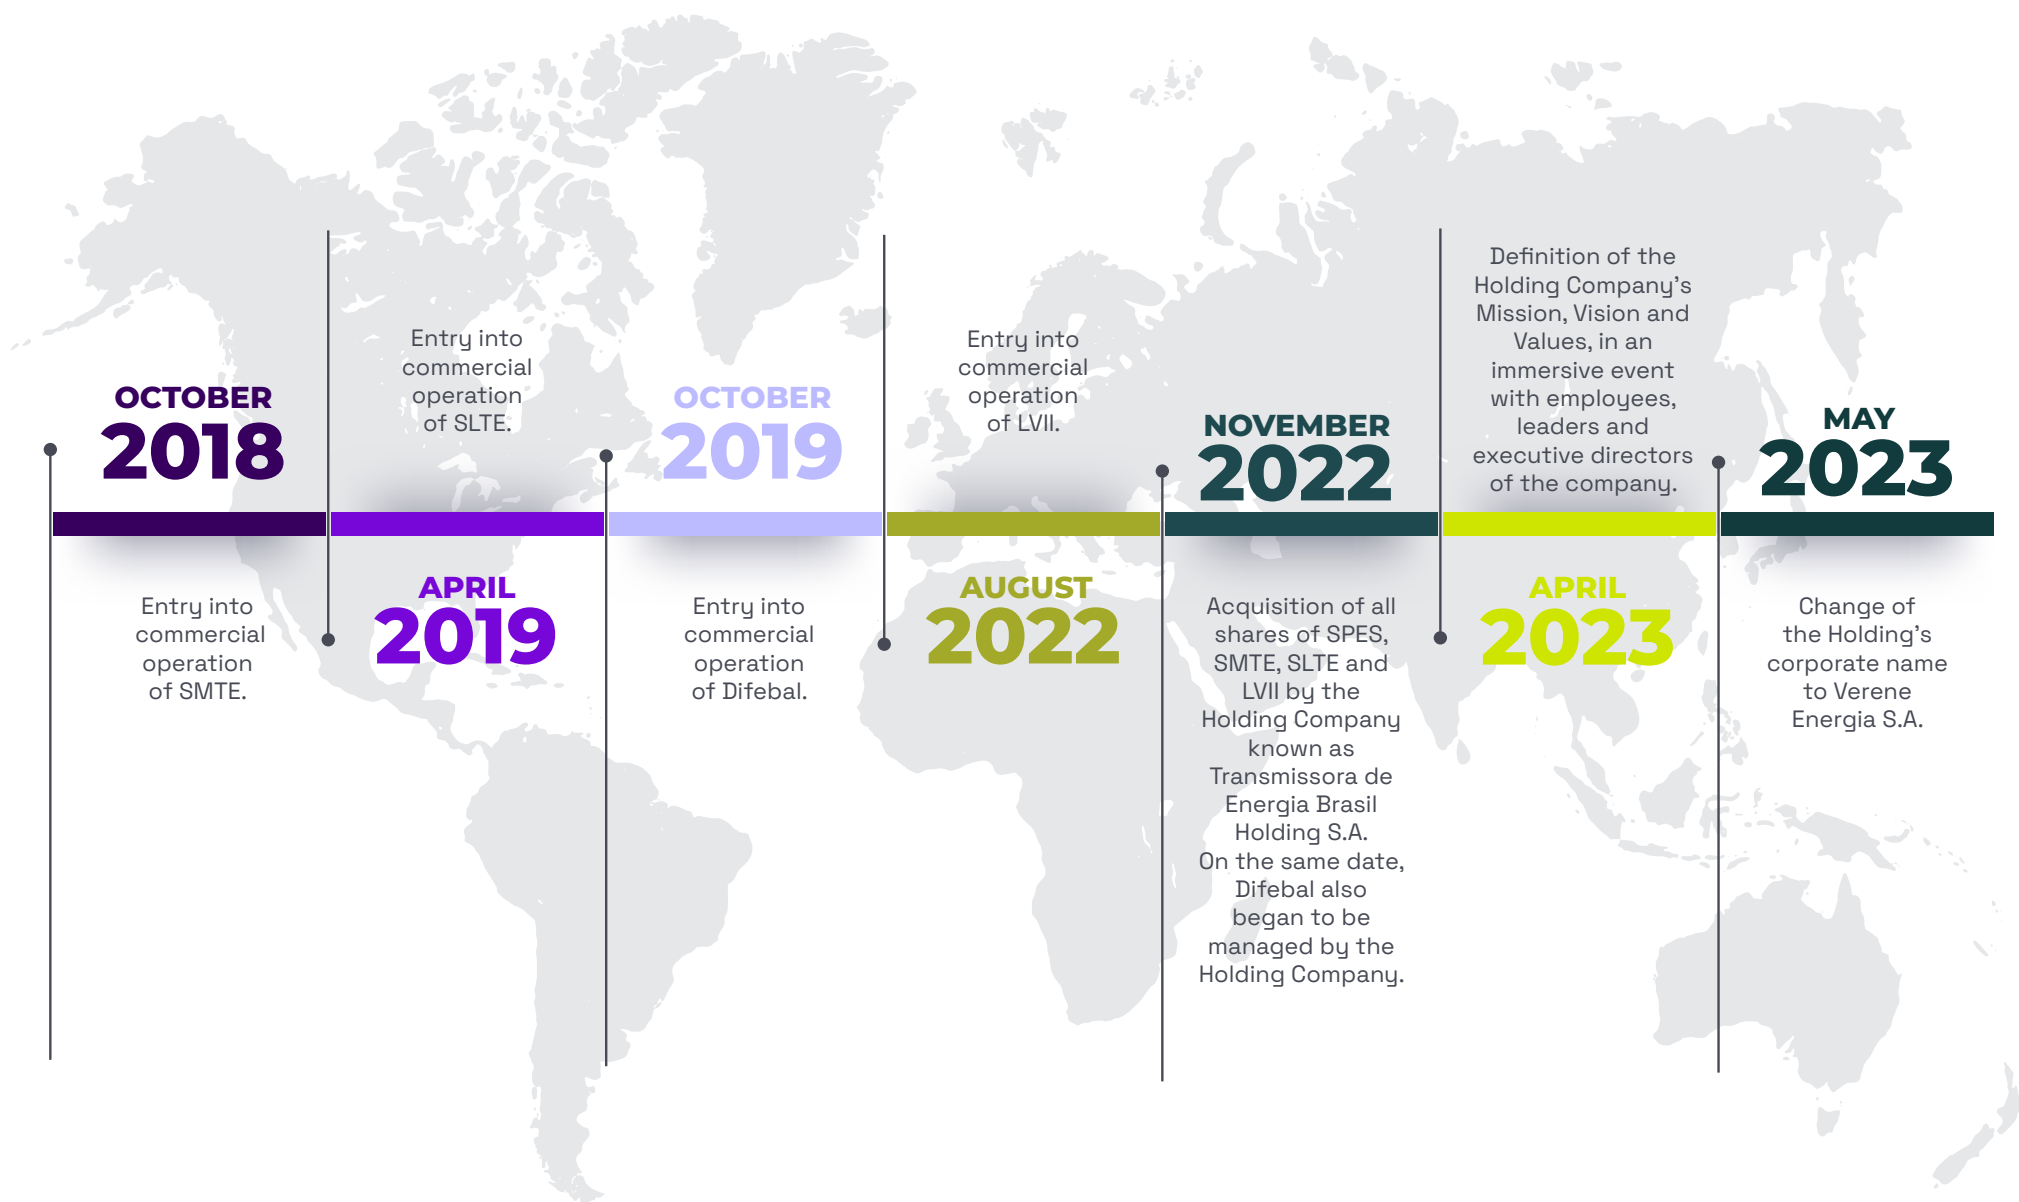 OCTOBER
2018
Entry into
commercial
operation
of SMTE.
Entry into
commercial
operation
of SLTE.
APRIL
2019
OCTOBER
2019
Entry into
commercial
operation
of Difebal.
Entry into
commercial
operation
of LVII.
AUGUST
2022
NOVEMBER
2022
Acquisition of all
shares of SPES,
SMTE, SLTE and
LVII by the
Holding Company
known as
Transmissora de
Energia Brasil
Holding S.A.
On the same date,
Difebal also
began to be
managed by the
Holding Company.
Definition of the
Holding Company's
Mission, Vision and
Values, in an
immersive event
with employees,
leaders and
executive directors
of the company.
APRIL
2023
MAY
2023
Change of
the Holding's
corporate name
to Verene
Energia S.A.